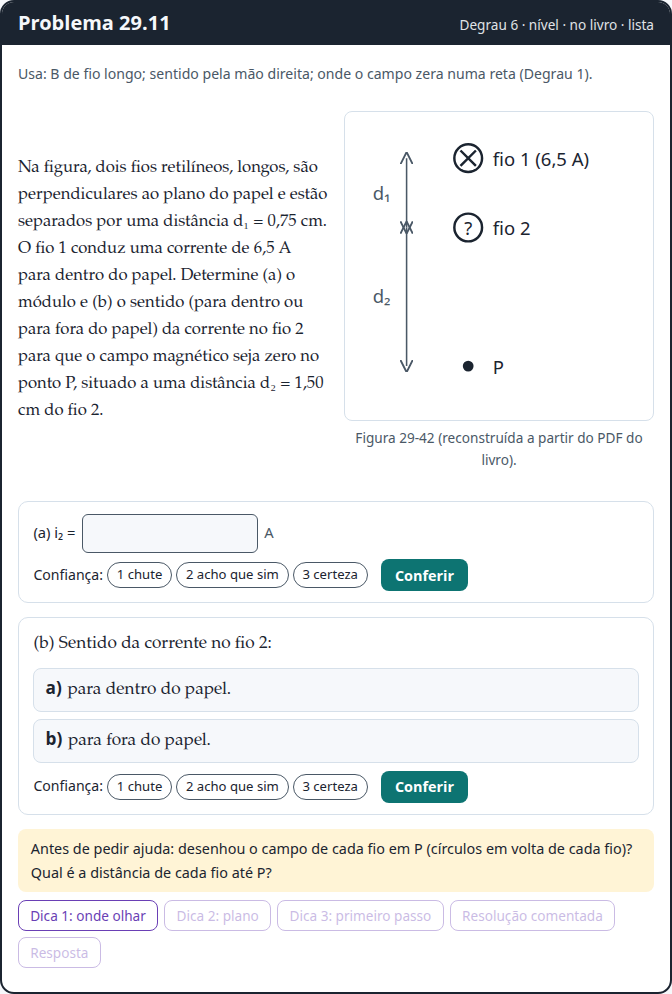 Problema 29.11
Degrau 6 · nível · no livro · lista
Usa: B de fio longo; sentido pela mão direita; onde o campo zera numa reta (Degrau 1).
Na figura, dois fios retilíneos, longos, são
perpendiculares ao plano do papel e estão
separados por uma distância d₁ = 0,75 cm.
O fio 1 conduz uma corrente de 6,5 A
para dentro do papel. Determine (a) o
módulo e (b) o sentido (para dentro ou
para fora do papel) da corrente no fio 2
para que o campo magnético seja zero no
ponto P, situado a uma distância d₂ = 1,50
cm do fio 2.
d₁
fio 1 (6,5 A)
? fio 2
d₂
P
Figura 29-42 (reconstruída a partir do PDF do
livro).
(a) i₂ = A
Confiança: 1 chute 2 acho que sim 3 certeza Conferir
(b) Sentido da corrente no fio 2:
a) para dentro do papel.
b) para fora do papel.
Confiança: 1 chute 2 acho que sim 3 certeza Conferir
Antes de pedir ajuda: desenhou o campo de cada fio em P (círculos em volta de cada fio)?
Qual é a distância de cada fio até P?
Dica 1: onde olhar Dica 2: plano Dica 3: primeiro passo Resolução comentada
Resposta